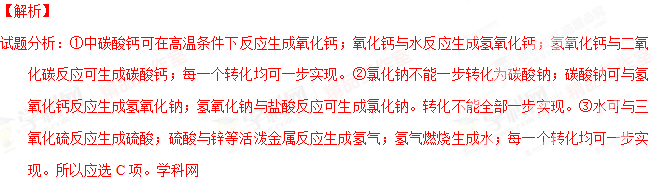 【解析】
试题分析：①中碳酸钙可在高温条件下反应生成氧化钙；氧化钙与水反应生成氢氧化钙；氢氧化钙与二氧
化碳反应可生成碳酸钙；每一个转化均可一步实现。②氯化钠不能一步转化为碳酸钠；碳酸钠可与氢
氧化钙反应生成氢氧化钠；氢氧化钠与盐酸反应可生成氯化钠。转化不能全部一步实现。③水可与三
氧化硫反应生成硫酸；硫酸与锌等活泼金属反应生成氢气；氢气燃烧生成水；每一个转化均可一步实
现。所以应选 C 项。学科网